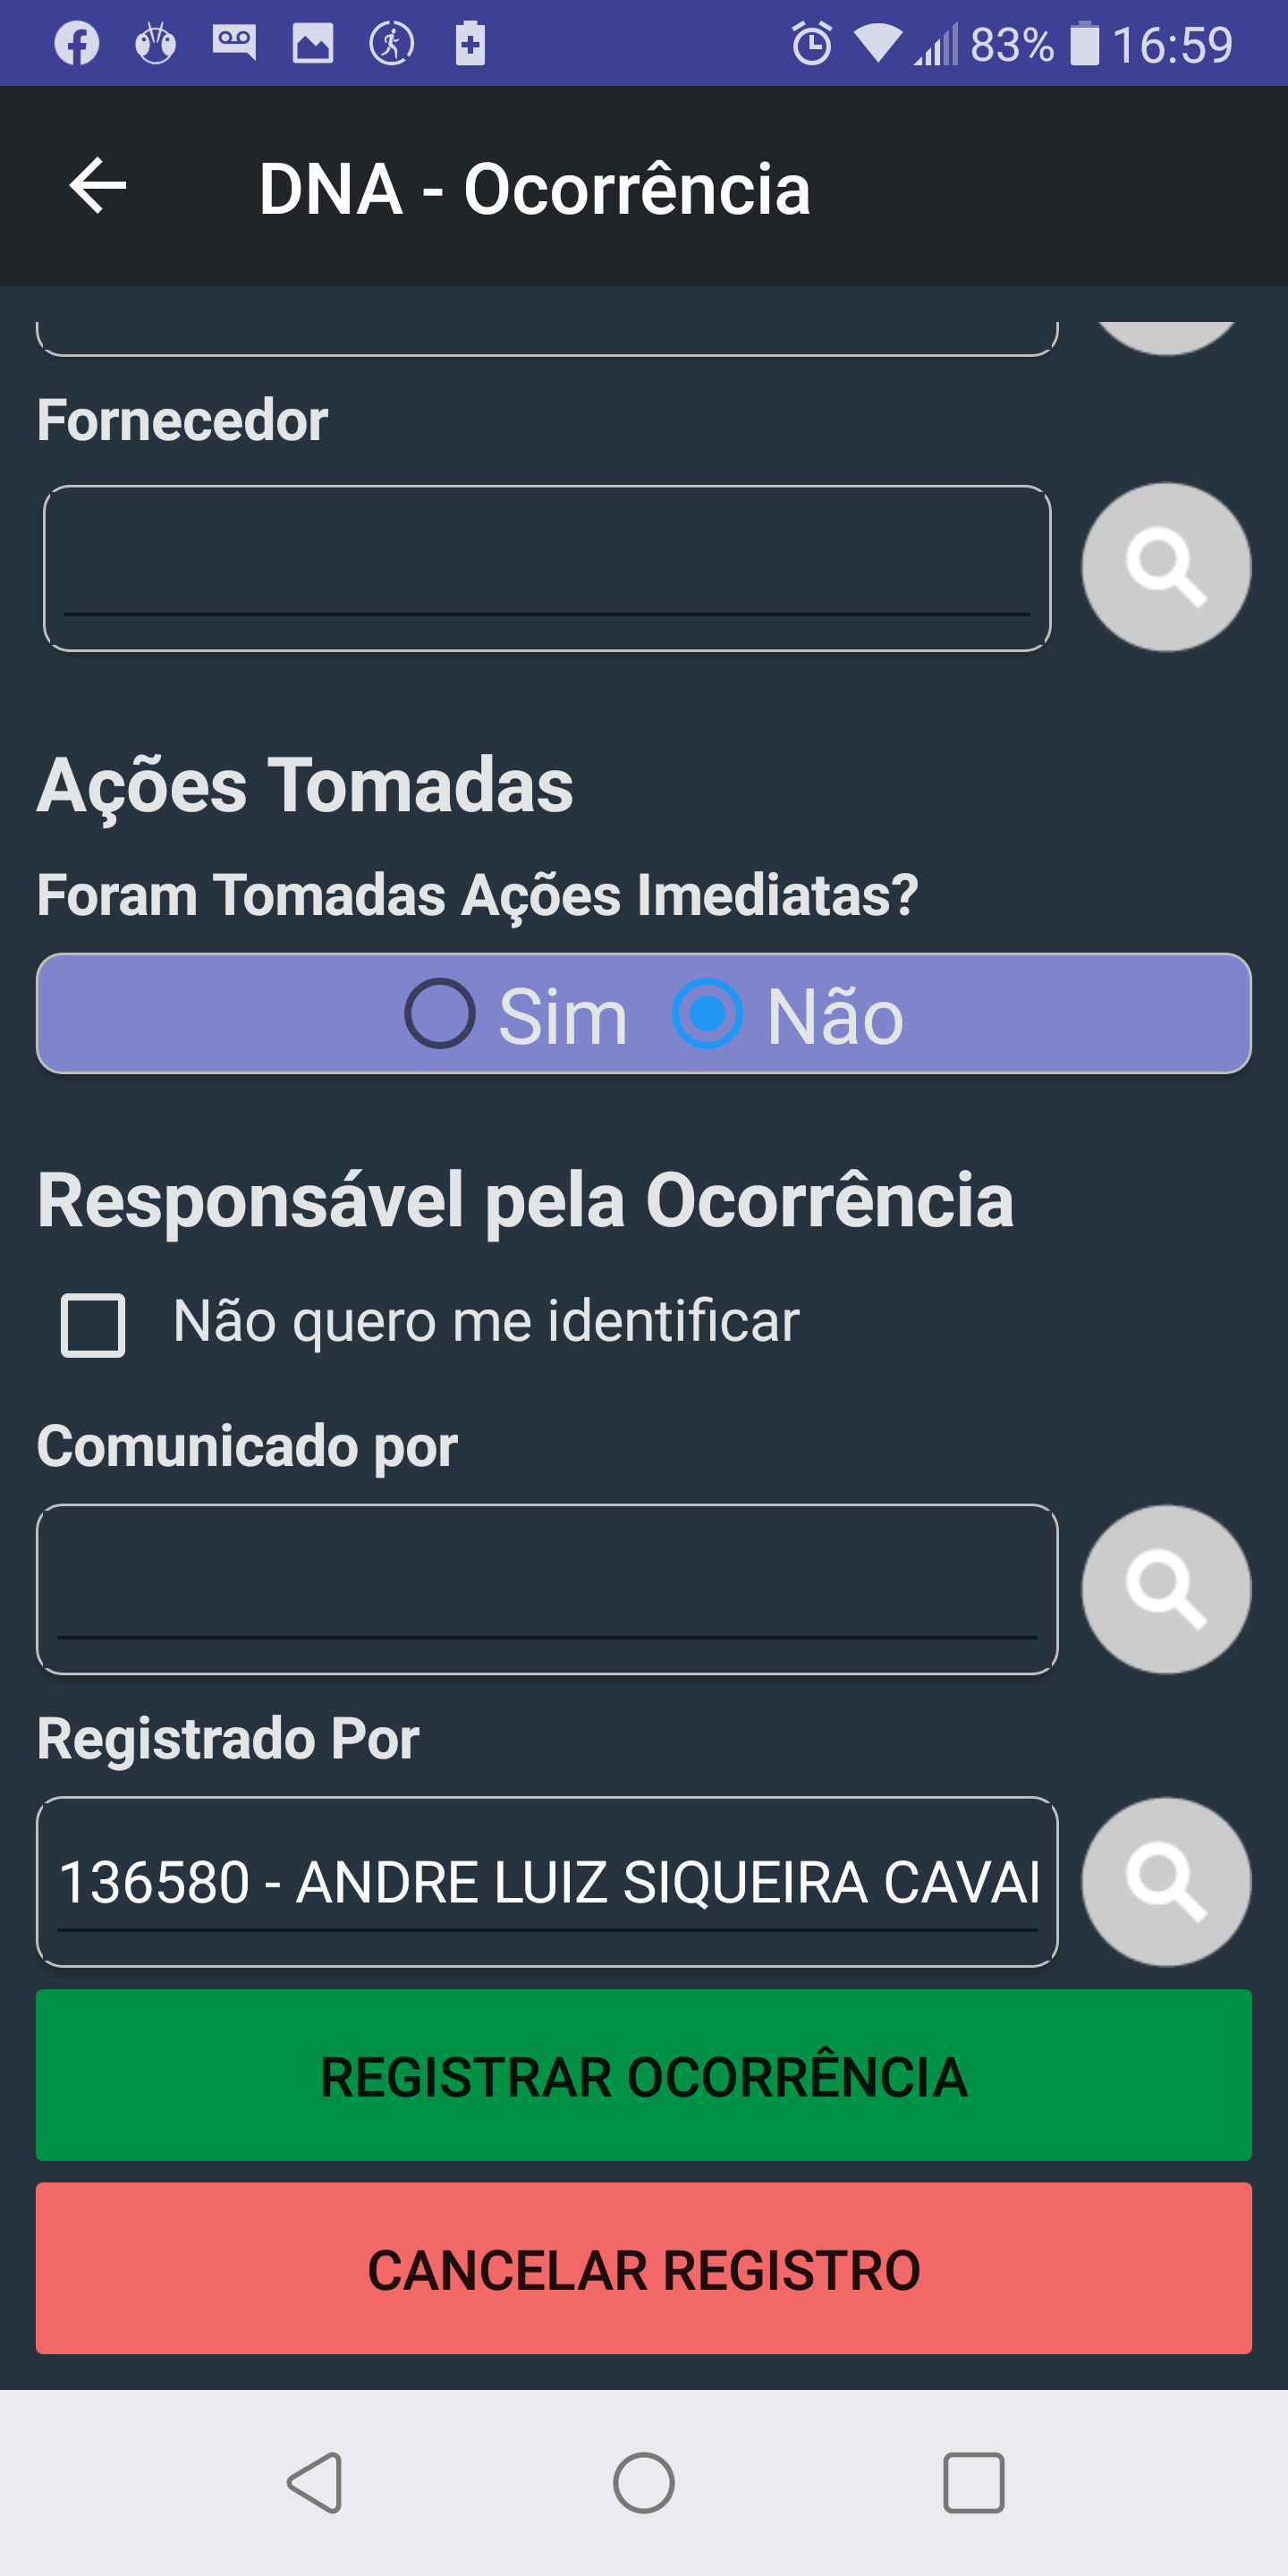 83% 16:59
DNA - Ocorrência
Fornecedor
Ações Tomadas
Foram Tomadas Ações Imediatas?
Sim Não
Responsável pela Ocorrência
Não quero me identificar
Comunicado por
Registrado Por
136580 - ANDRE LUIZ SIQUEIRA CAVAI
REGISTRAR OCORRÊNCIA
CANCELAR REGISTRO